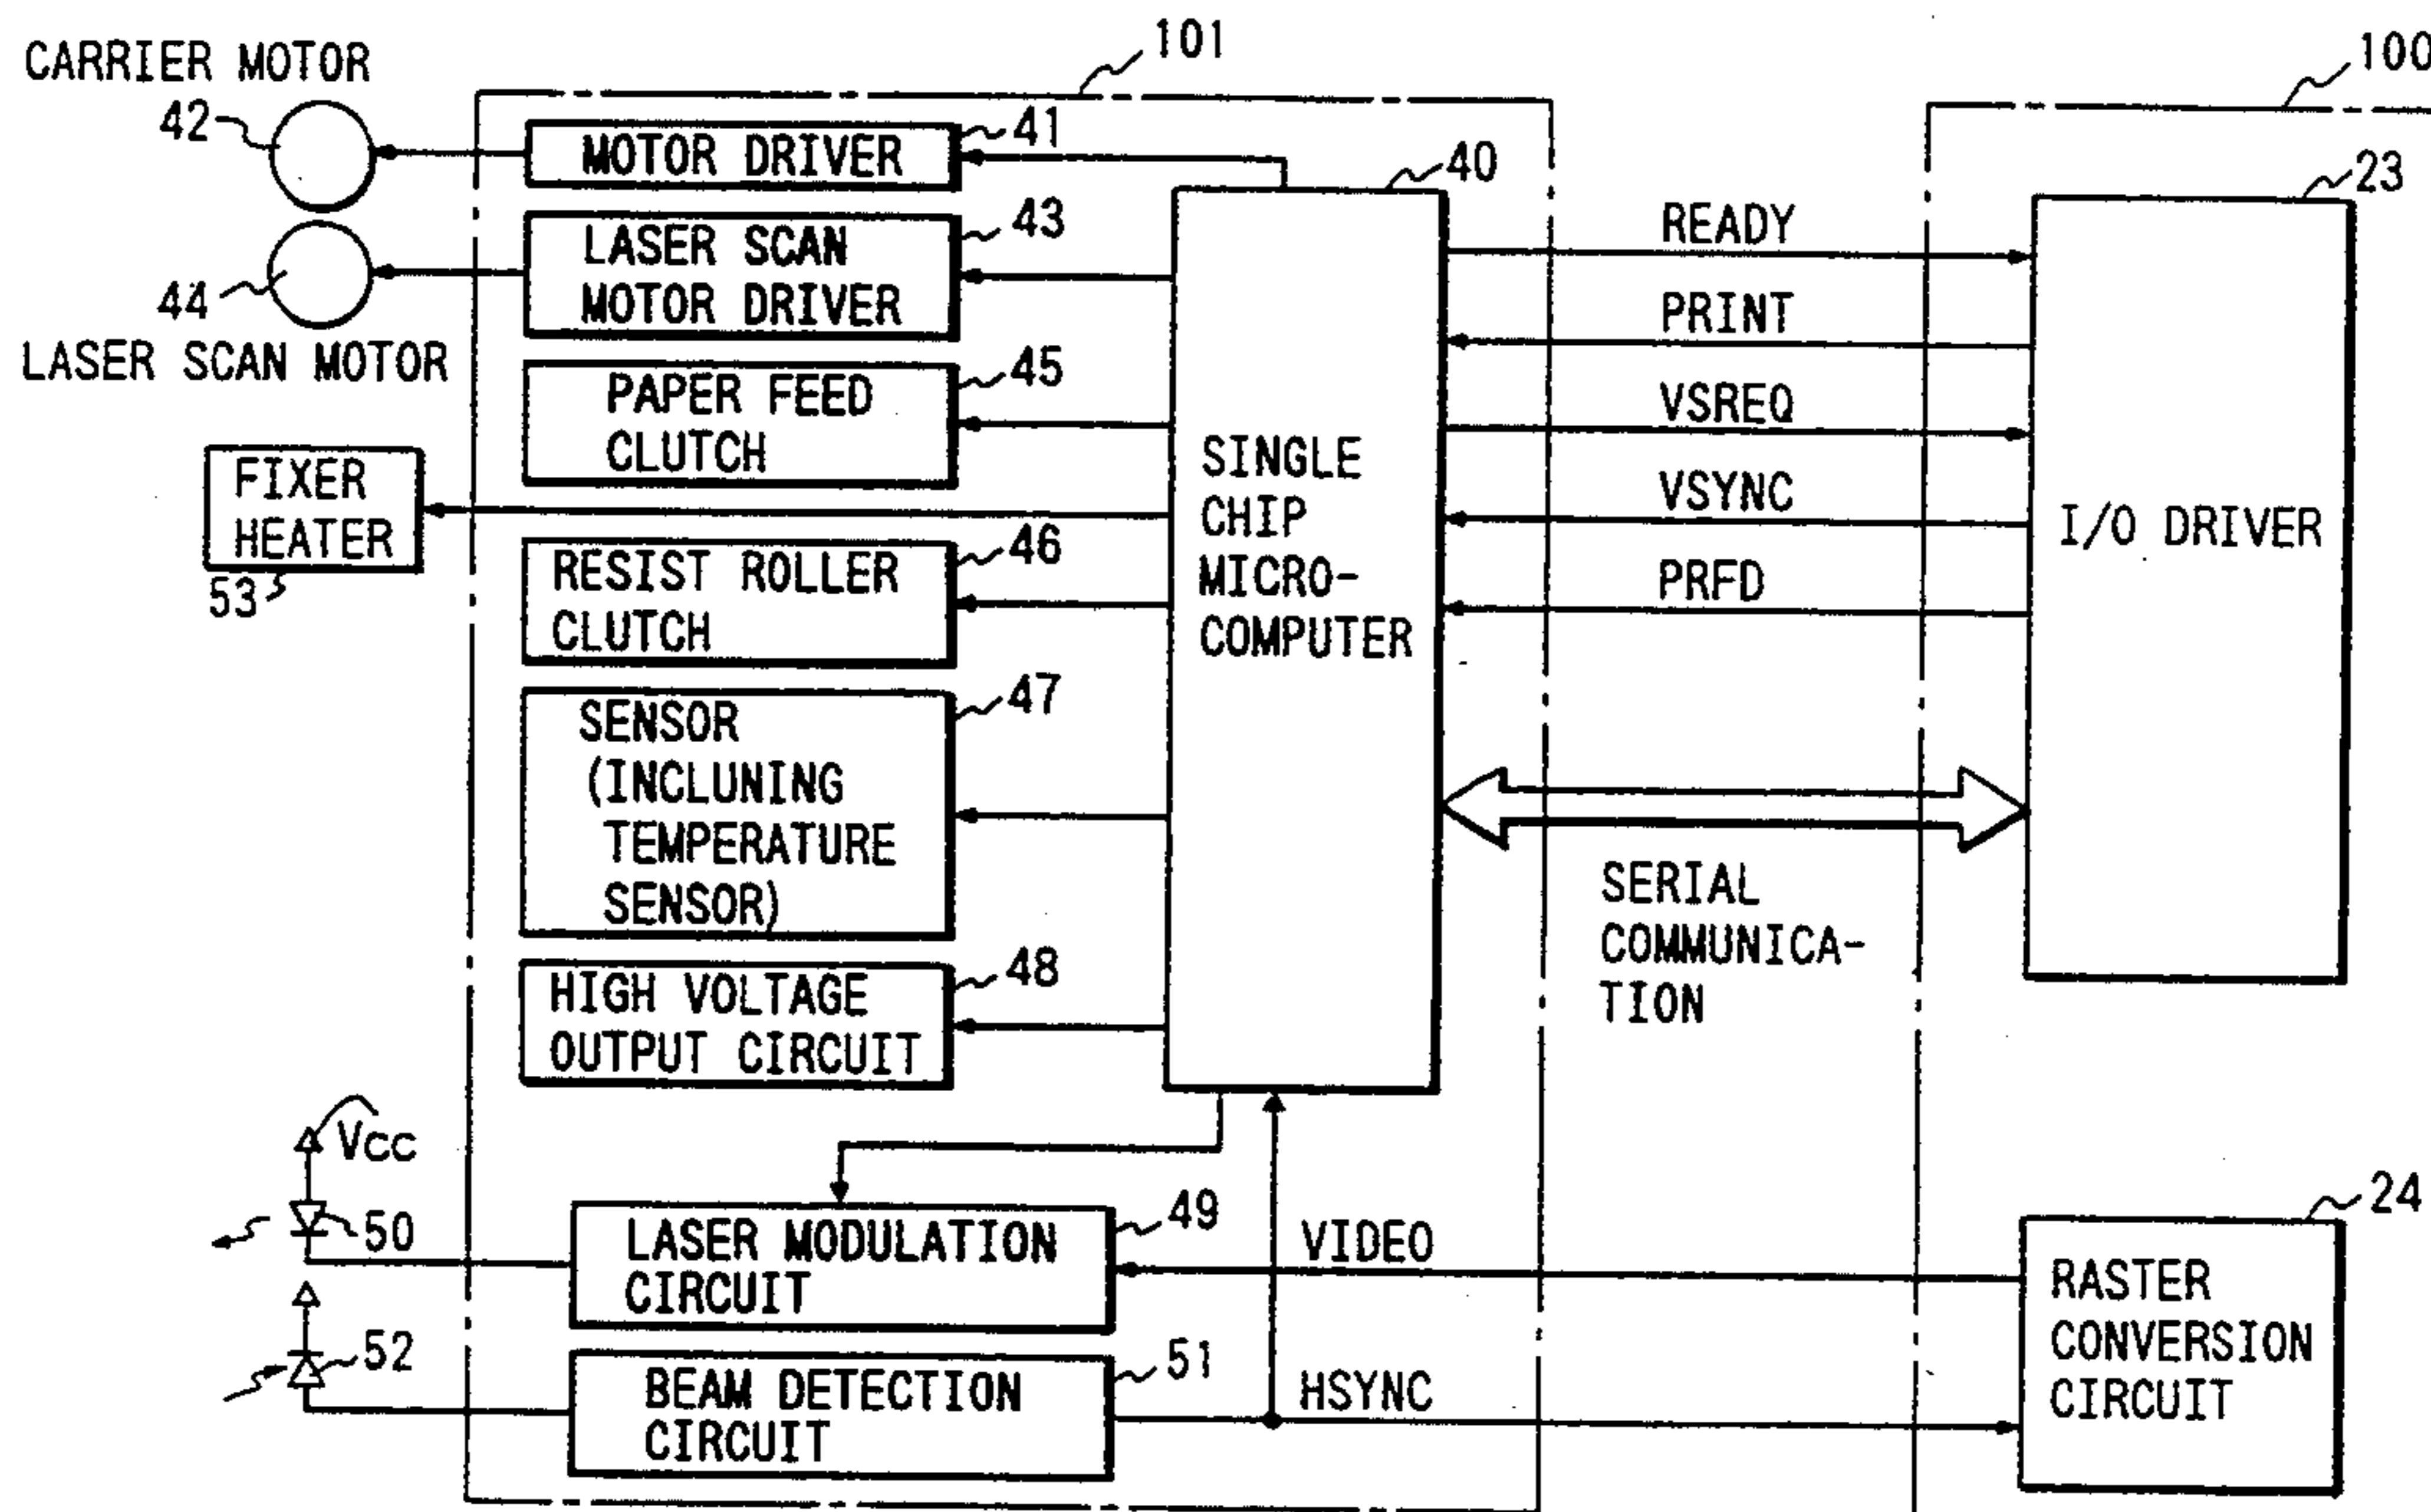 CARRIER MOTOR
42
44
LASER SCAN MOTOR
101
100
MOTOR DRIVER
41
LASER SCAN
MOTOR DRIVER
43
PAPER FEED
CLUTCH
45
FIXER
HEATER
53
RESIST ROLLER
CLUTCH
46
SENSOR
(INCLUNING
TEMPERATURE
SENSOR)
47
HIGH VOLTAGE
OUTPUT CIRCUIT
48
40
SINGLE
CHIP
MICRO-
COMPUTER
READY
PRINT
VSREQ
VSYNC
PRFD
SERIAL
COMMUNICA-
TION
23
I/O DRIVER
Vcc
50
52
LASER MODULATION
CIRCUIT
49
BEAM DETECTION
CIRCUIT
51
VIDEO
HSYNC
24
RASTER
CONVERSION
CIRCUIT